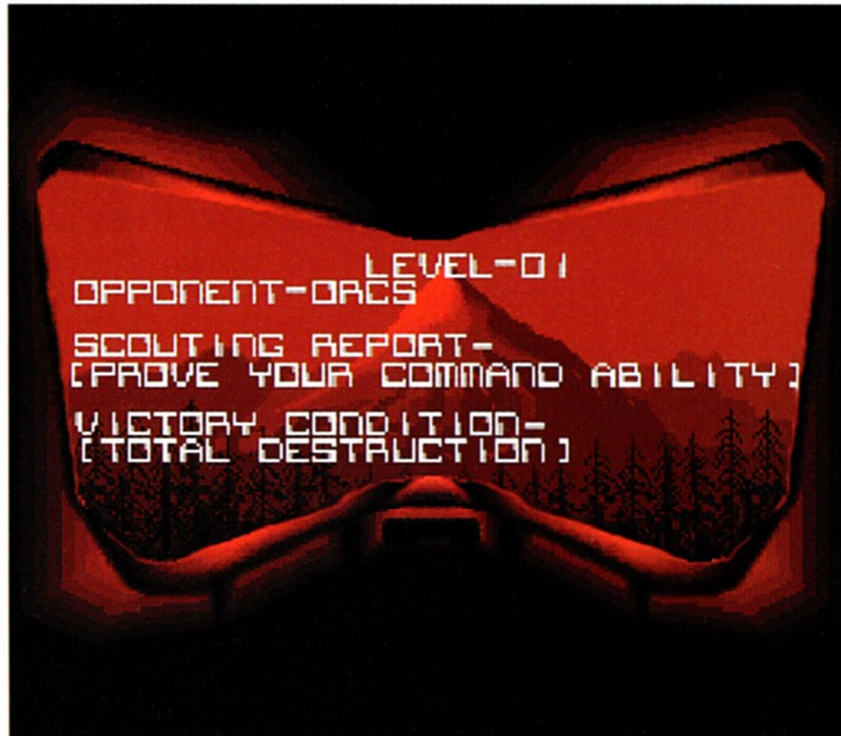 LEVEL-01
OPPONENT-ORCS
SCOUTING REPORT-
[PROVE YOUR COMMAND ABILITY]
VICTORY CONDITION-
[TOTAL DESTRUCTION]